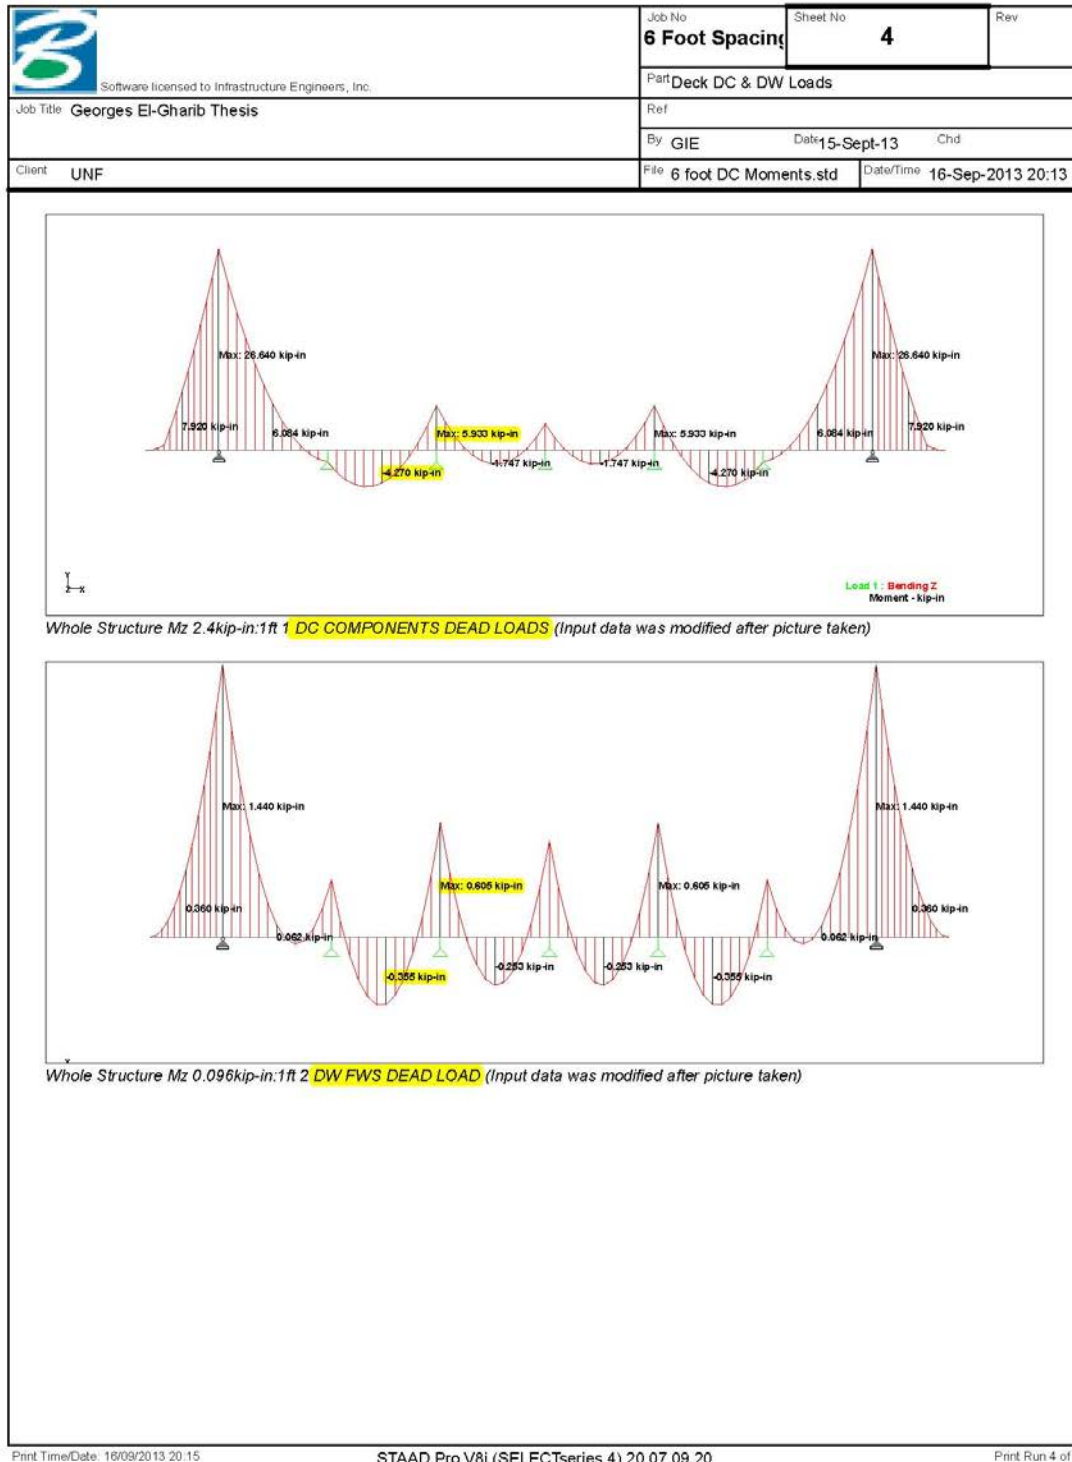 Job No
6 Foot Spacing
Sheet No
4
Rev
Software licensed to Infrastructure Engineers, Inc.
Part Deck DC & DW Loads
Job Title Georges El-Gharib Thesis
Ref
By GIE
Date 15-Sept-13
Chd
Client UNF
File 6 foot DC Moments.std
Date/Time 16-Sep-2013 20:13
Max: 26.640 kip-in
Max: 26.640 kip-in
7.920 kip-in
6.084 kip-in
Max: 5.933 kip-in
Max: 5.933 kip-in
6.084 kip-in
7.920 kip-in
-4.270 kip-in
-1.747 kip-in
-1.747 kip-in
-4.270 kip-in
Y
Z X
Load 1 : Bending Z
Moment - kip-in
Whole Structure Mz 2.4kip-in:1ft 1 DC COMPONENTS DEAD LOADS (Input data was modified after picture taken)
Max: 1.440 kip-in
Max: 1.440 kip-in
0.360 kip-in
0.062 kip-in
Max: 0.605 kip-in
Max: 0.605 kip-in
0.062 kip-in
0.360 kip-in
-0.355 kip-in
-0.253 kip-in
-0.253 kip-in
-0.355 kip-in
Whole Structure Mz 0.096kip-in:1ft 2 DW FWS DEAD LOAD (Input data was modified after picture taken)
Print Time/Date: 16/09/2013 20:15
STAAD.Pro V8i (SELECTseries 4) 20.07.09.20
Print Run 4 of